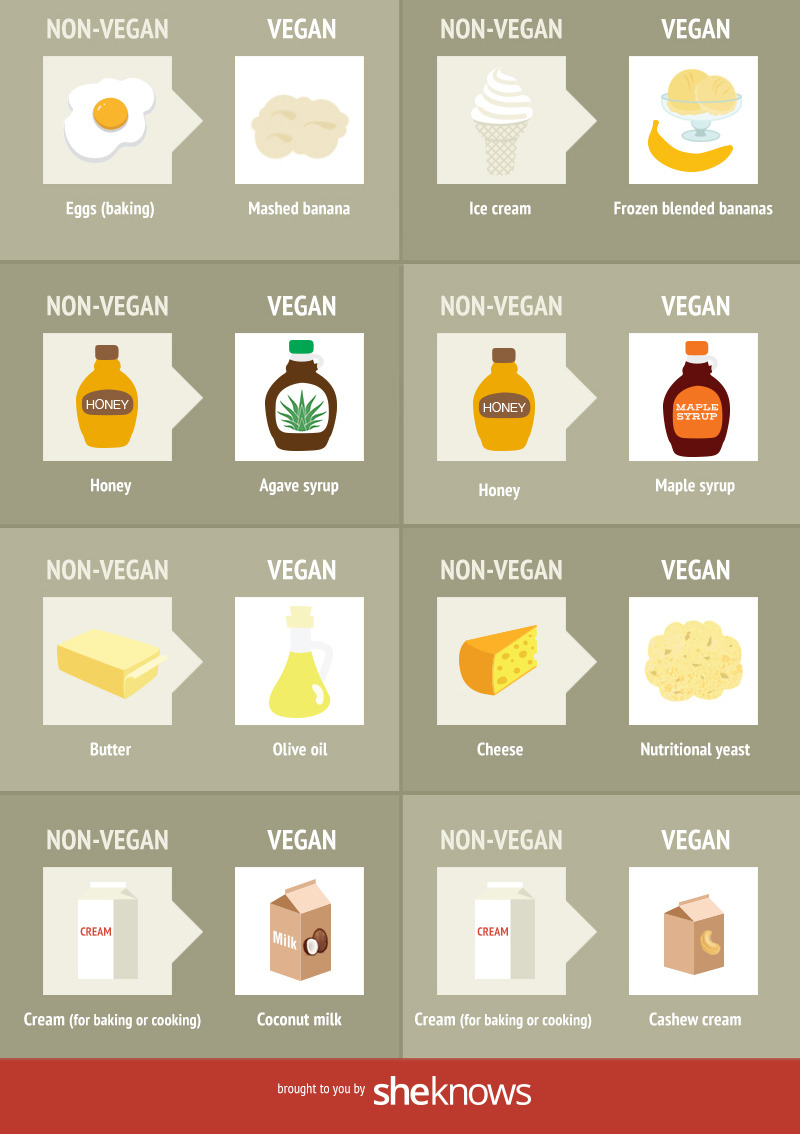 NON-VEGAN VEGAN
Eggs (baking) Mashed banana
NON-VEGAN VEGAN
Ice cream Frozen blended bananas
NON-VEGAN VEGAN
HONEY
Honey Agave syrup
NON-VEGAN VEGAN
HONEY
MAPLE
SYRUP
Honey Maple syrup
NON-VEGAN VEGAN
Butter Olive oil
NON-VEGAN VEGAN
Cheese Nutritional yeast
NON-VEGAN VEGAN
CREAM Milk
Cream (for baking or cooking) Coconut milk
NON-VEGAN VEGAN
CREAM
Cream (for baking or cooking) Cashew cream
brought to you by sheknows